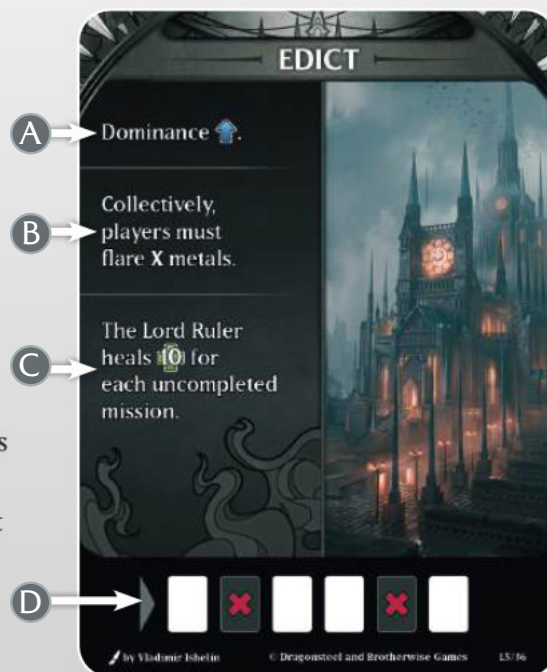 EDICT
A
Dominance
B
Collectively,
players must
flare X metals.
C
The Lord Ruler
heals 10 for
each uncompleted
mission.
s
t
D
by Vladimir Ishelin © Dragonsteel and Brotherwise Games 15/36